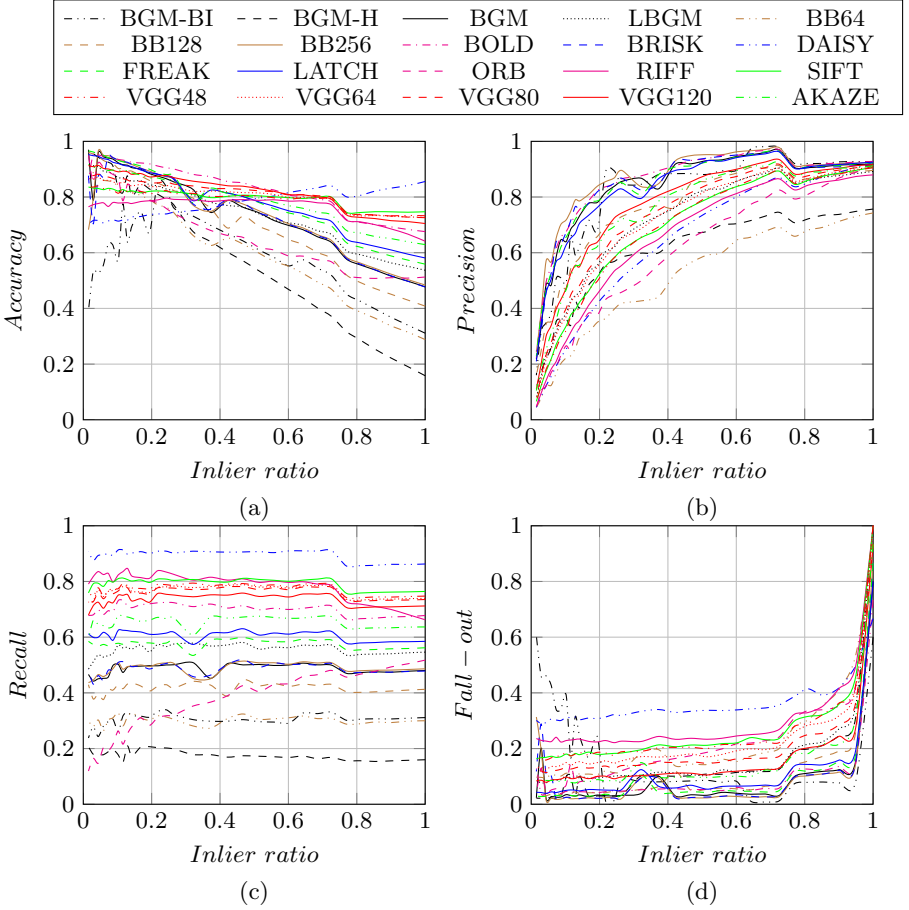 BGM-BI BGM-H BGM LBGM BB64
BB128 BB256 BOLD BRISK DAISY
FREAK LATCH ORB RIFF SIFT
VGG48 VGG64 VGG80 VGG120 AKAZE
1
0.8
0.6
0.4
0.2
0
Accuracy
0 0.2 0.4 0.6 0.8 1
Inlier ratio
(a)
1
0.8
0.6
0.4
0.2
0
Precision
0 0.2 0.4 0.6 0.8 1
Inlier ratio
(b)
1
0.8
0.6
0.4
0.2
0
Recall
0 0.2 0.4 0.6 0.8 1
Inlier ratio
(c)
1
0.8
0.6
0.4
0.2
0
Fall − out
0 0.2 0.4 0.6 0.8 1
Inlier ratio
(d)